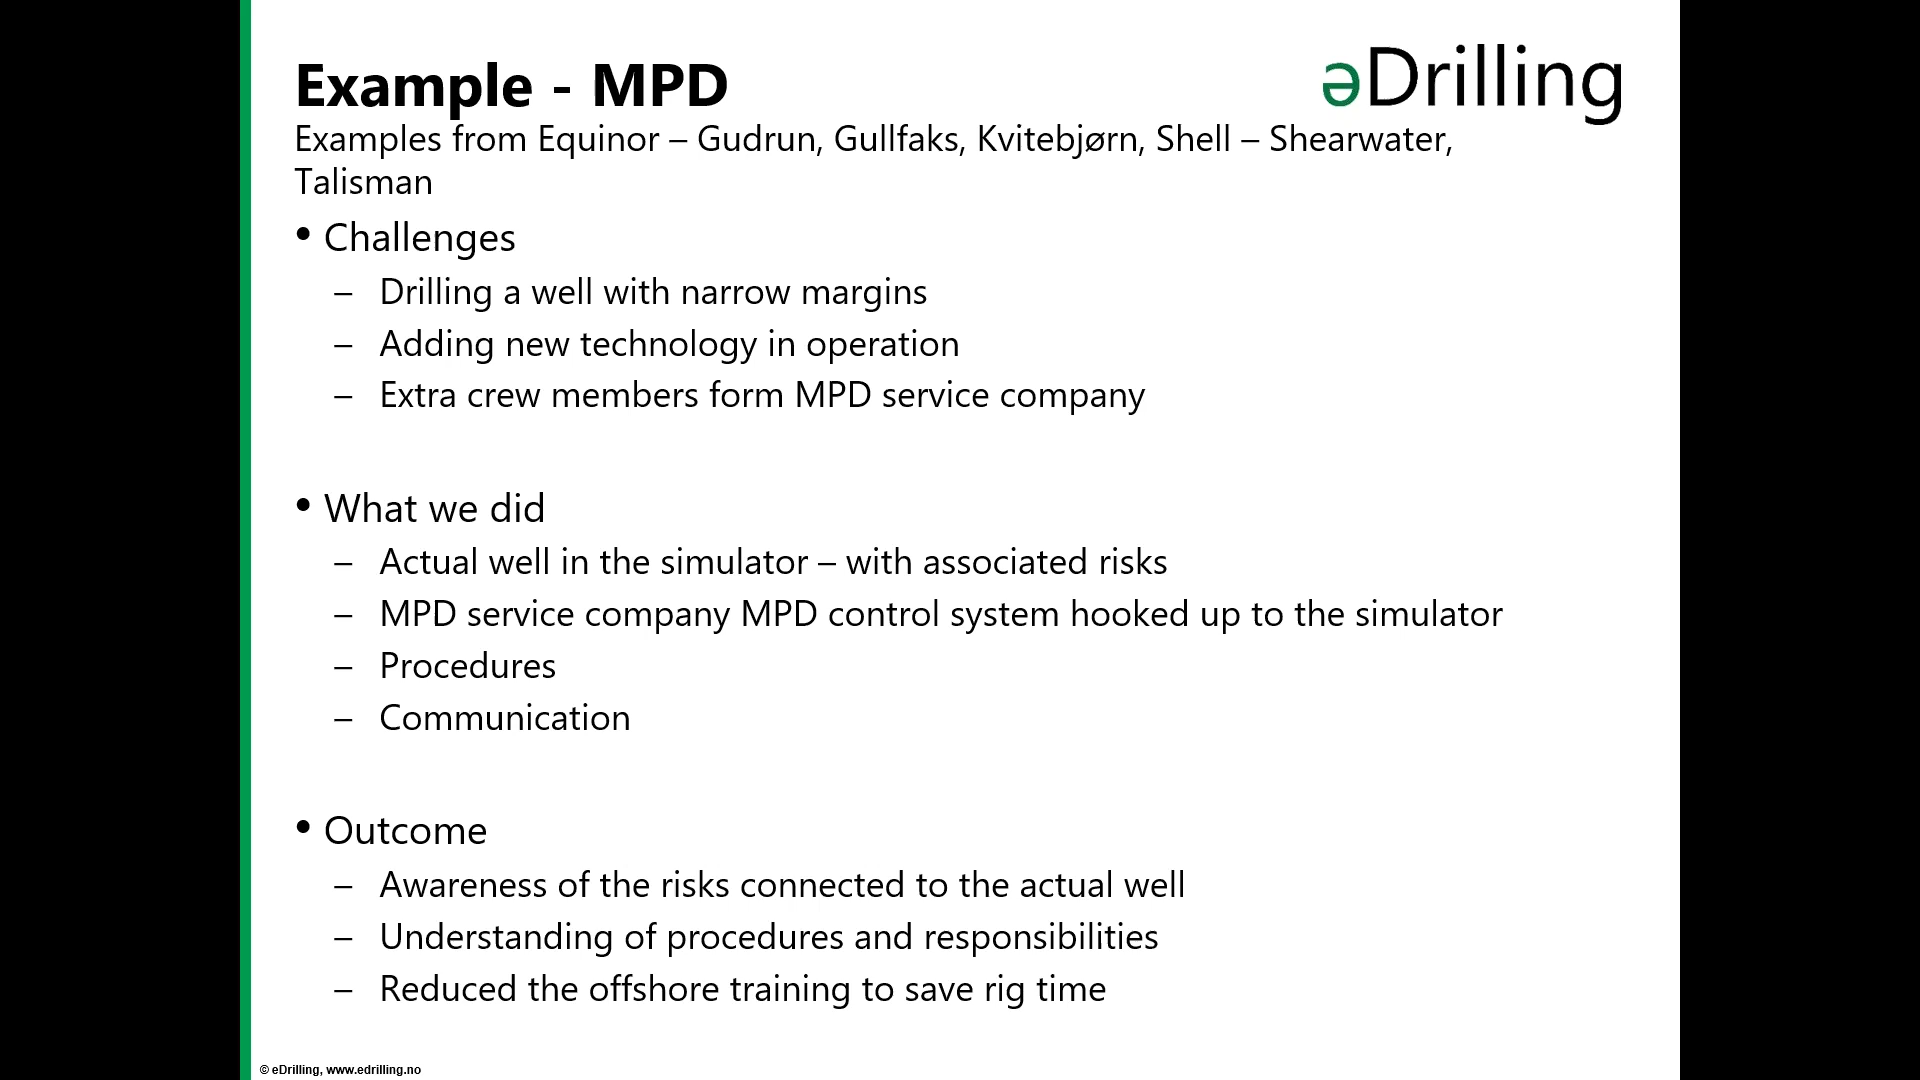 Example - MPD
əDrilling
Examples from Equinor – Gudrun, Gullfaks, Kvitebjørn, Shell – Shearwater,
Talisman
• Challenges
– Drilling a well with narrow margins
– Adding new technology in operation
– Extra crew members form MPD service company
• What we did
– Actual well in the simulator – with associated risks
– MPD service company MPD control system hooked up to the simulator
– Procedures
– Communication
• Outcome
– Awareness of the risks connected to the actual well
– Understanding of procedures and responsibilities
– Reduced the offshore training to save rig time
© eDrilling, www.edrilling.no